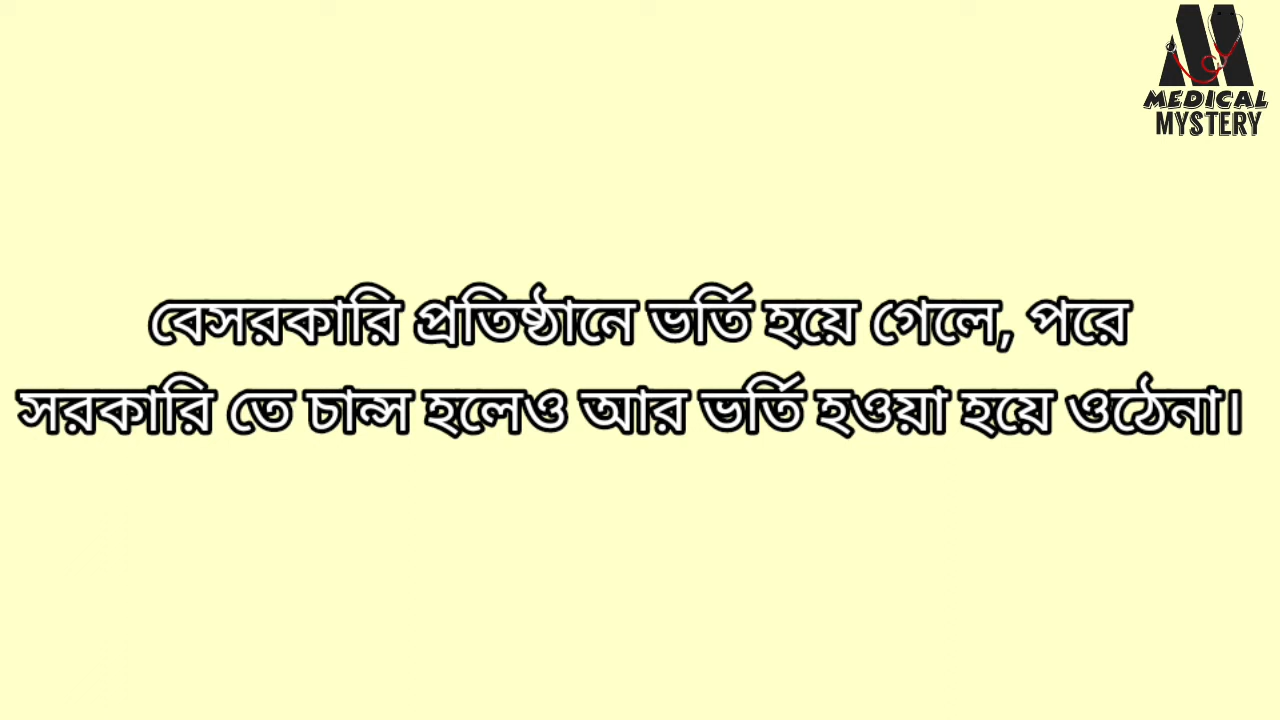 MEDICAL
MYSTERY
বেসরকারি প্রতিষ্ঠানে ভর্তি হয়ে গেলে, পরে
সরকারি তে চান্স হলেও আর ভর্তি হওয়া হয়ে ওঠেনা।